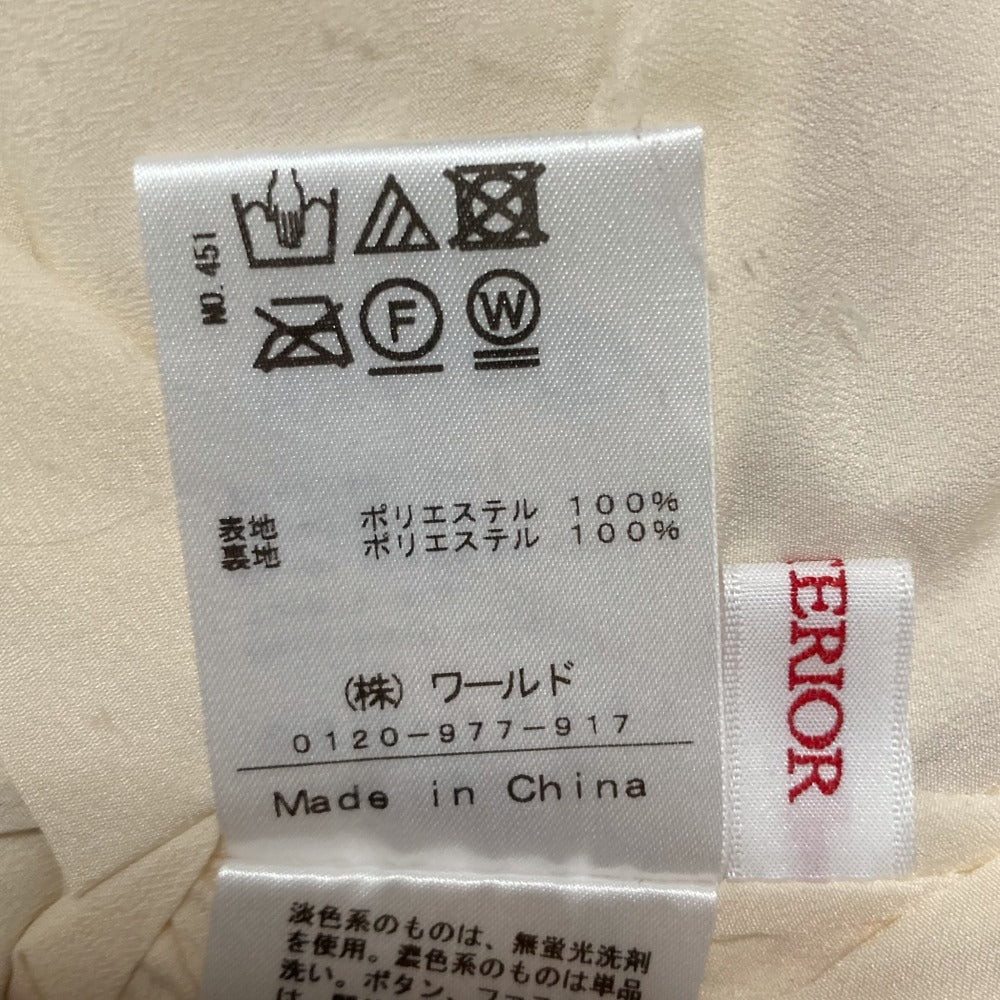 NO.451
F
W
表地 ポリエステル 100%
裏地 ポリエステル 100%
(株) ワールド
0120-977-917
Made in China
TERIOR
淡色系のものは、無蛍光洗剤
を使用。濃色系のものは単品
洗い。ボタン、ファス